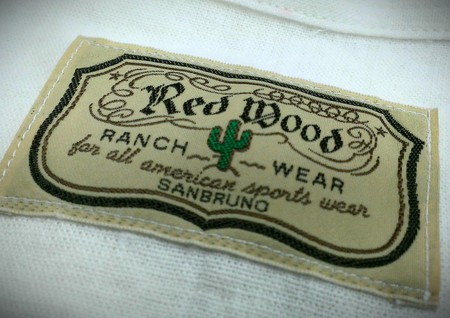 Red Wood
RANCH WEAR
for all american sports wear
SANBRUNO